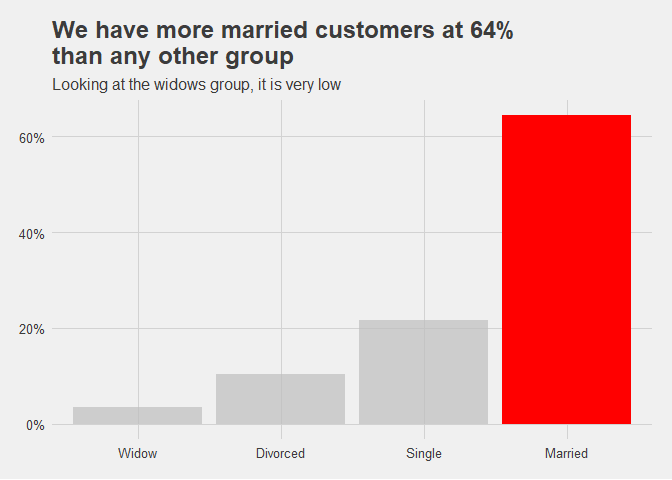 We have more married customers at 64%
than any other group
Looking at the widows group, it is very low
60%
40%
20%
0%
Widow Divorced Single Married